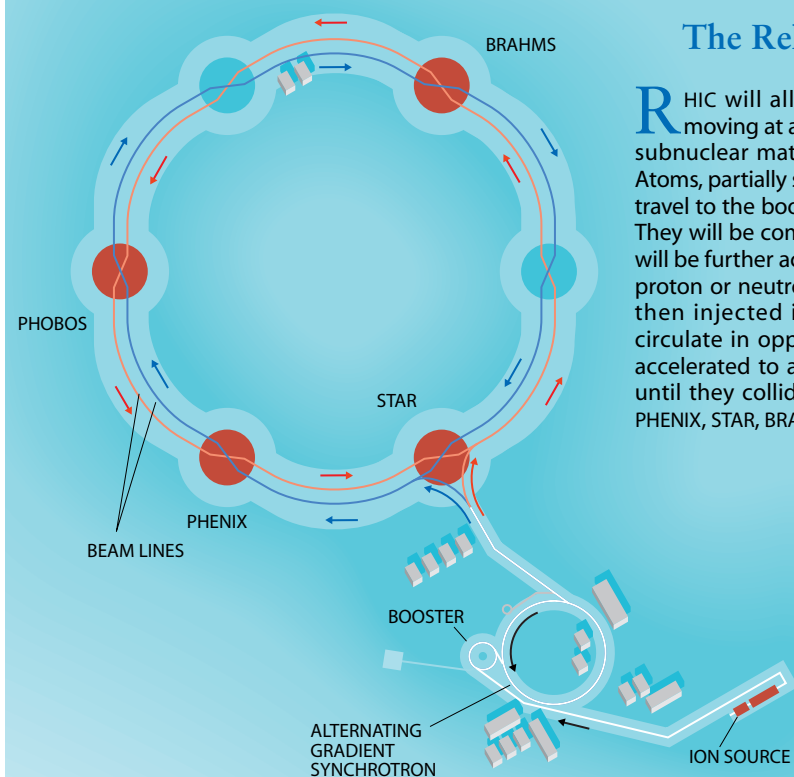 The Rel
RHIC will all
moving at a
subnuclear mat
Atoms, partially s
travel to the boo
They will be com
will be further ac
proton or neutro
then injected i
circulate in opp
accelerated to a
until they collid
PHENIX, STAR, BRA
BRAHMS
PHOBOS
STAR
PHENIX
BEAM LINES
BOOSTER
ALTERNATING
GRADIENT
SYNCHROTRON
ION SOURCE